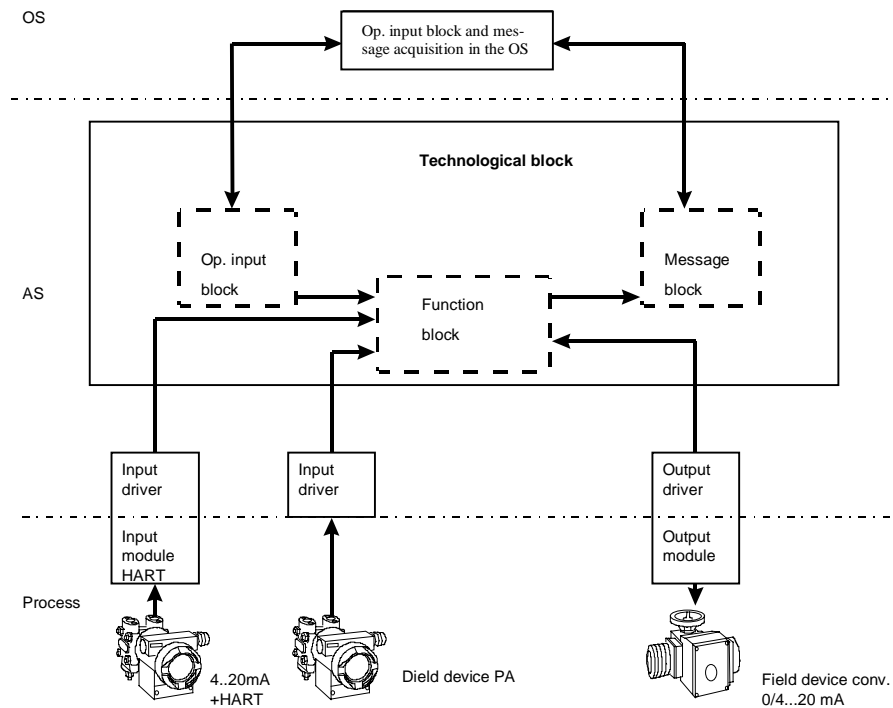 OS
Op. input block and mes-
sage acquisition in the OS
Technological block
Op. input
block
Message
block
AS
Function
block
Input
driver
Input
driver
Output
driver
Input
module
HART
Output
module
Process
4..20mA
+HART
Dield device PA
Field device conv.
0/4...20 mA